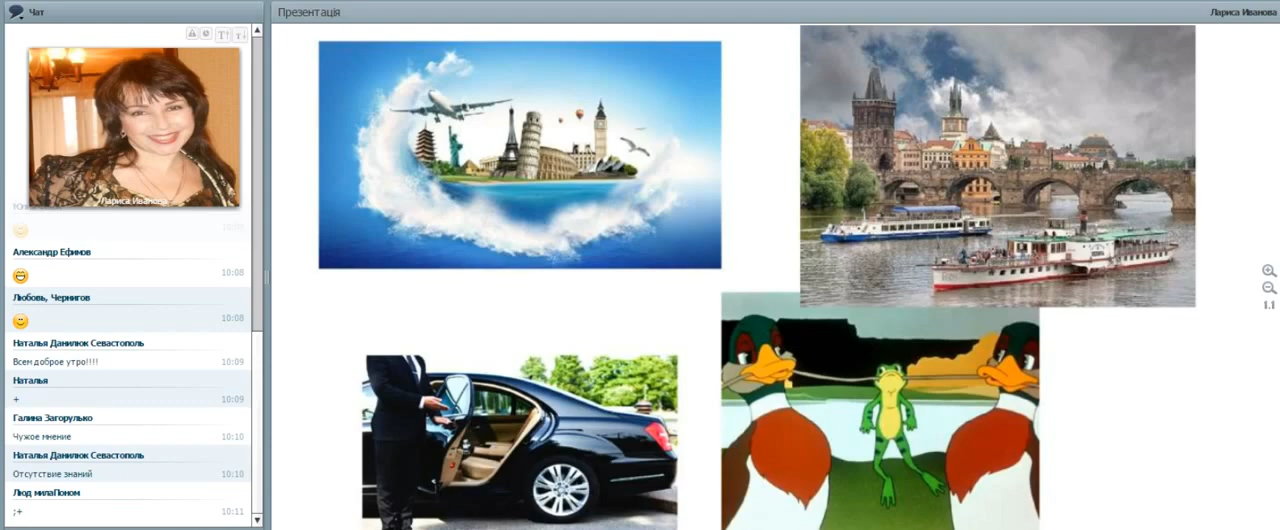 Чат
T↑
T↓
Лариса Иванова
Александр Ефимов
10:08
Любовь, Чернигов
10:08
Наталья Данилюк Севастополь
Всем доброе утро!!!!
10:09
Наталья
+
10:09
Галина Загорулько
Чужое мнение
10:10
Наталья Данилюк Севастополь
Отсутствие знаний
10:10
Люд милаПоном
;+
10:11
Презентація
Лариса Иванова
1.1